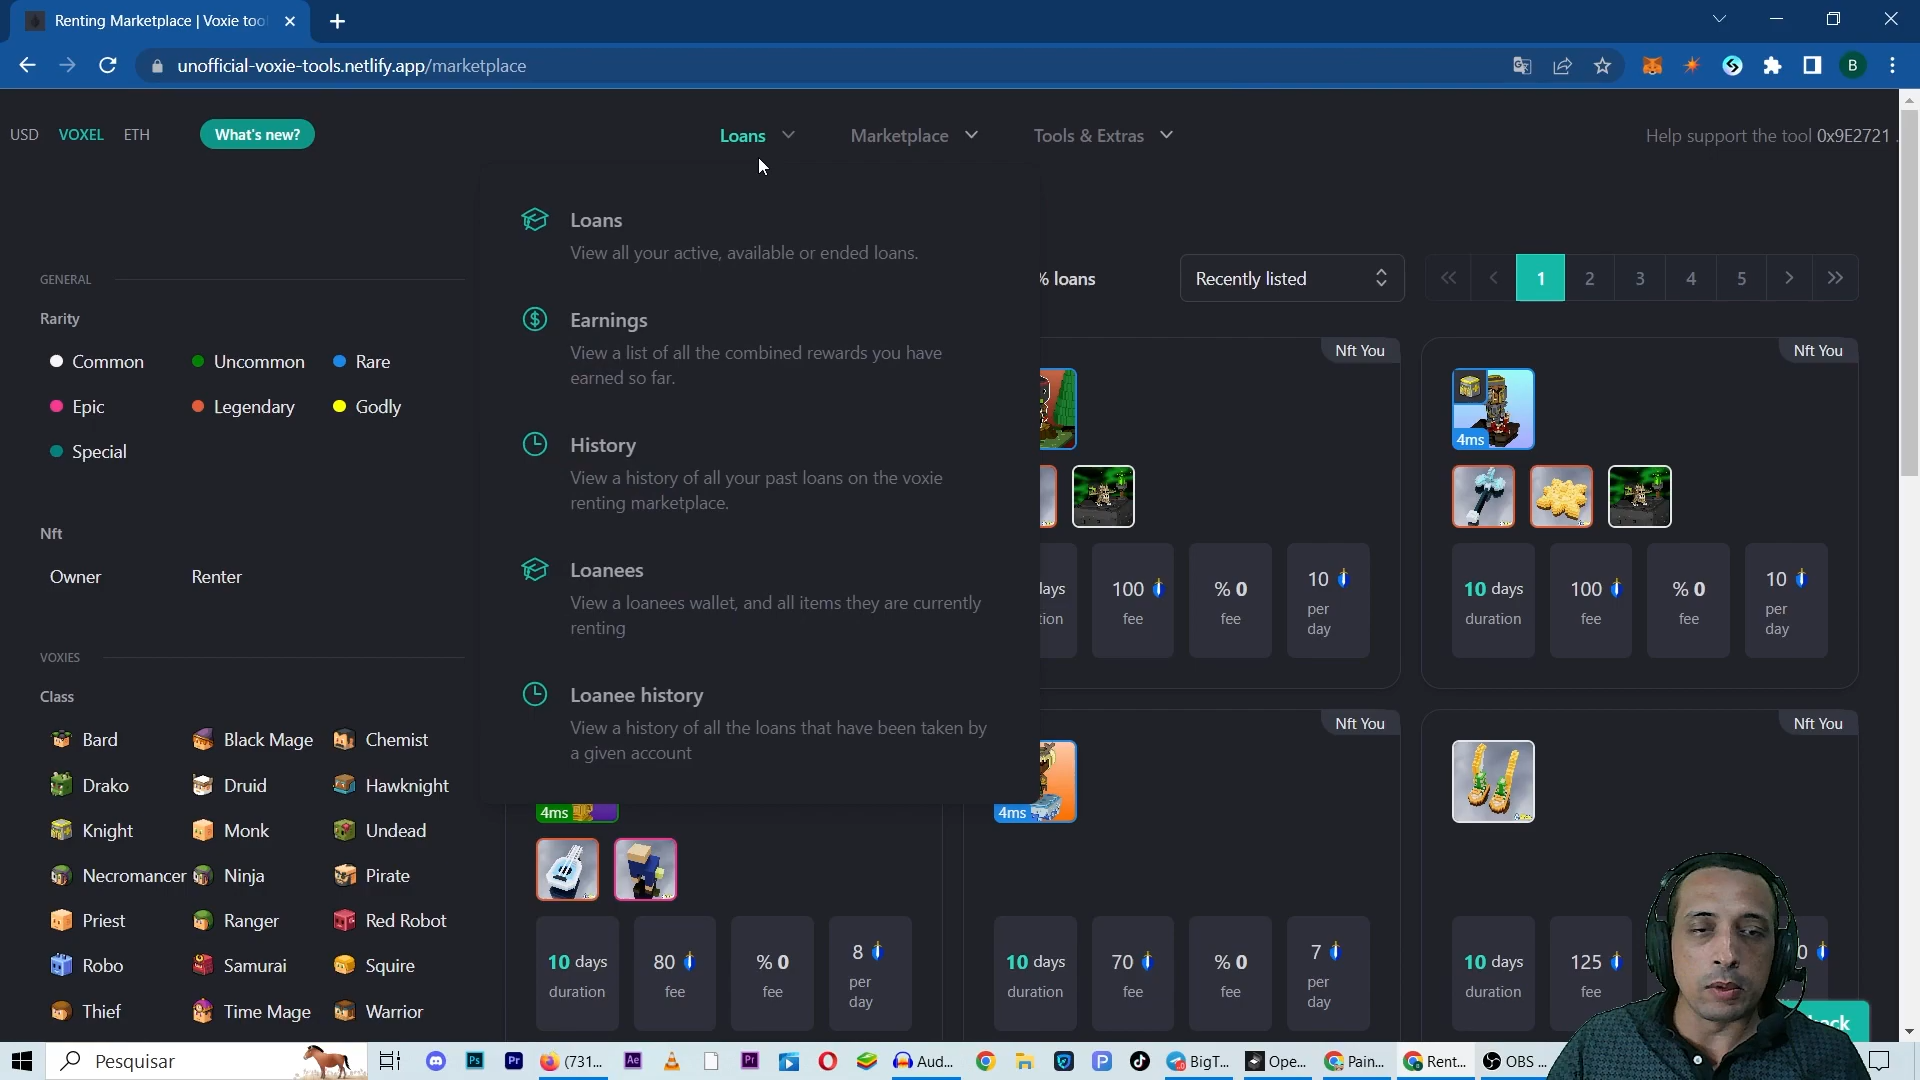 Renting Marketplace | Voxie too
unofficial-voxie-tools.netlify.app/marketplace
B
USD VOXEL ETH What's new? Loans Marketplace Tools & Extras Help support the tool 0x9E2721
GENERAL
Rarity
Common Uncommon Rare
Epic Legendary Godly
Special
Nft
Owner Renter
VOXIES
Class
Bard Black Mage Chemist
Drako Druid Hawknight
Knight Monk Undead
Necromancer Ninja Pirate
Priest Ranger Red Robot
Robo Samurai Squire
Thief Time Mage Warrior
Loans
View all your active, available or ended loans.
Earnings
View a list of all the combined rewards you have
earned so far.
History
View a history of all your past loans on the voxie
renting marketplace.
Loanees
View a loanees wallet, and all items they are currently
renting
Loanee history
View a history of all the loans that have been taken by
a given account
% loans Recently listed 1 2 3 4 5
Nft You Nft You
4ms
100 % 0 10 10 days 100 % 0 10
fee fee per day duration fee fee per day
Nft You Nft You
4ms 4ms
10 days 80 % 0 8 10 days 70 % 0 7 10 days 125
duration fee fee per day duration fee fee per day duration fee
Pesquisar Ps Pr Ae (731... Pr Aud... P BigT... Ope... Pain... Rent... OBS ...